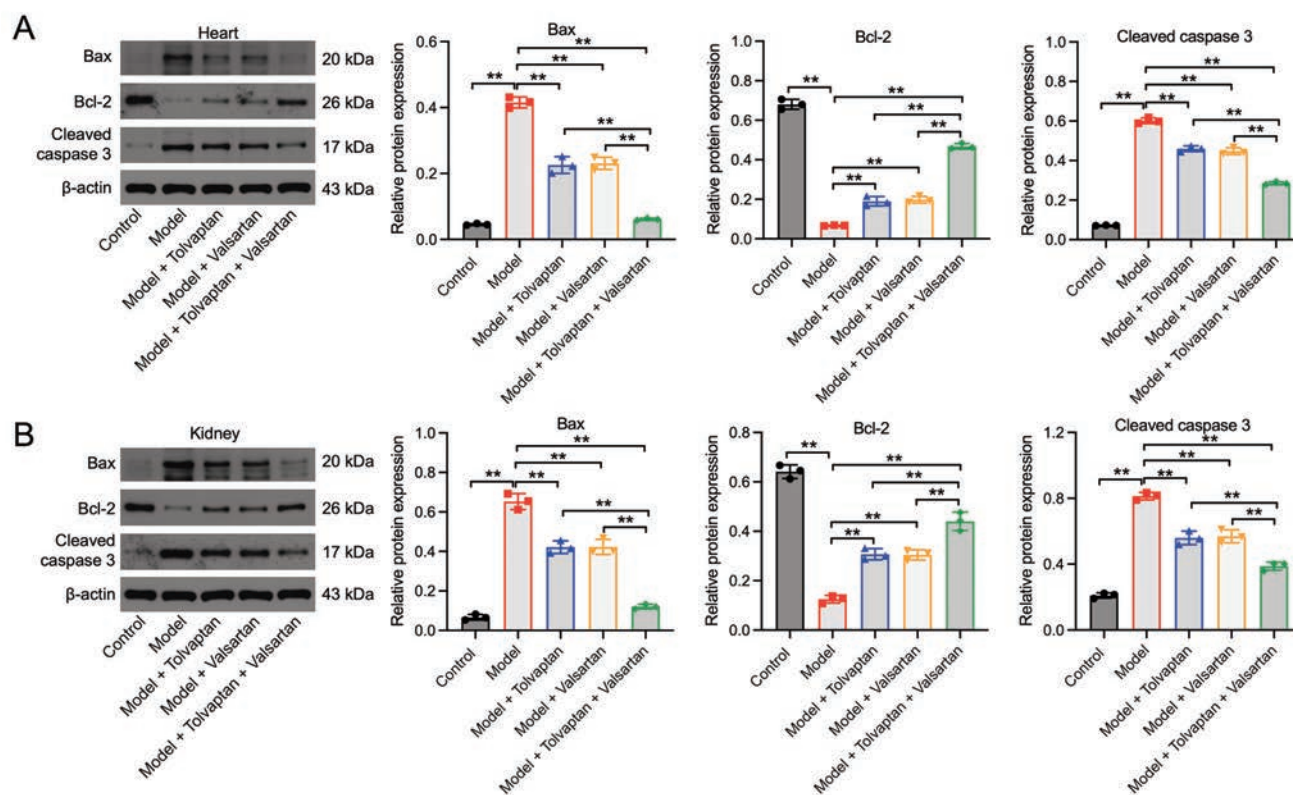 A
Heart
Bax 20 kDa
Bcl-2 26 kDa
Cleaved
caspase 3 17 kDa
β-actin 43 kDa
Control
Model
Model + Tolvaptan
Model + Valsartan
Model + Tolvaptan + Valsartan
Bax
Relative protein expression
0.6
0.4
0.2
0.0
** ** ** ** ** **
Control
Model
Model + Tolvaptan
Model + Valsartan
Model + Tolvaptan + Valsartan
Bcl-2
Relative protein expression
1.0
0.8
0.6
0.4
0.2
0.0
** ** ** ** ** **
Control
Model
Model + Tolvaptan
Model + Valsartan
Model + Tolvaptan + Valsartan
Cleaved caspase 3
Relative protein expression
1.0
0.8
0.6
0.4
0.2
0.0
** ** ** ** ** **
Control
Model
Model + Tolvaptan
Model + Valsartan
Model + Tolvaptan + Valsartan
B
Kidney
Bax 20 kDa
Bcl-2 26 kDa
Cleaved
caspase 3 17 kDa
β-actin 43 kDa
Control
Model
Model + Tolvaptan
Model + Valsartan
Model + Tolvaptan + Valsartan
Bax
Relative protein expression
1.0
0.8
0.6
0.4
0.2
0.0
** ** ** ** ** **
Control
Model
Model + Tolvaptan
Model + Valsartan
Model + Tolvaptan + Valsartan
Bcl-2
Relative protein expression
0.8
0.6
0.4
0.2
0.0
** ** ** ** ** **
Control
Model
Model + Tolvaptan
Model + Valsartan
Model + Tolvaptan + Valsartan
Cleaved caspase 3
Relative protein expression
1.2
0.8
0.4
0.0
** ** ** ** ** **
Control
Model
Model + Tolvaptan
Model + Valsartan
Model + Tolvaptan + Valsartan